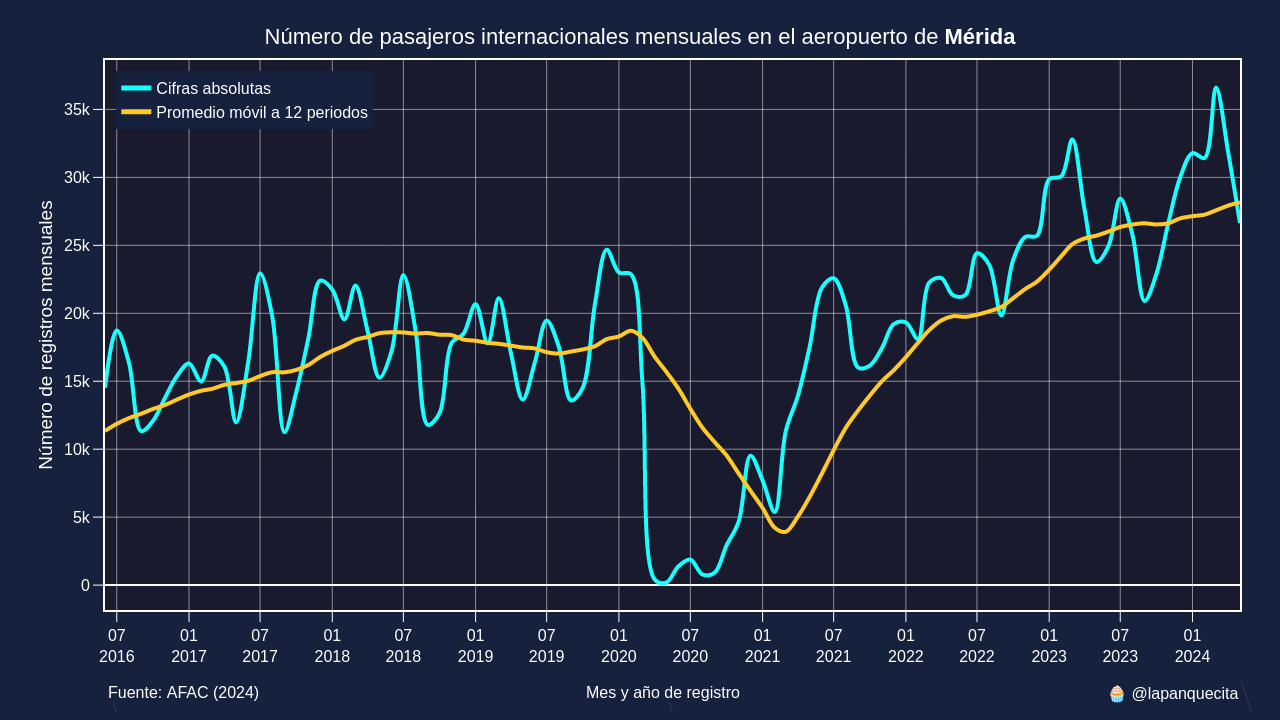 Número de pasajeros internacionales mensuales en el aeropuerto de Mérida
Cifras absolutas
Promedio móvil a 12 periodos
Número de registros mensuales
35k
30k
25k
20k
15k
10k
5k
0
07 01 07 01 07 01 07 01 07 01 07 01 07 01 07 01
2016 2017 2017 2018 2018 2019 2019 2020 2020 2021 2021 2022 2022 2023 2023 2024
Fuente: AFAC (2024)
Mes y año de registro
🧁 @lapanquecita